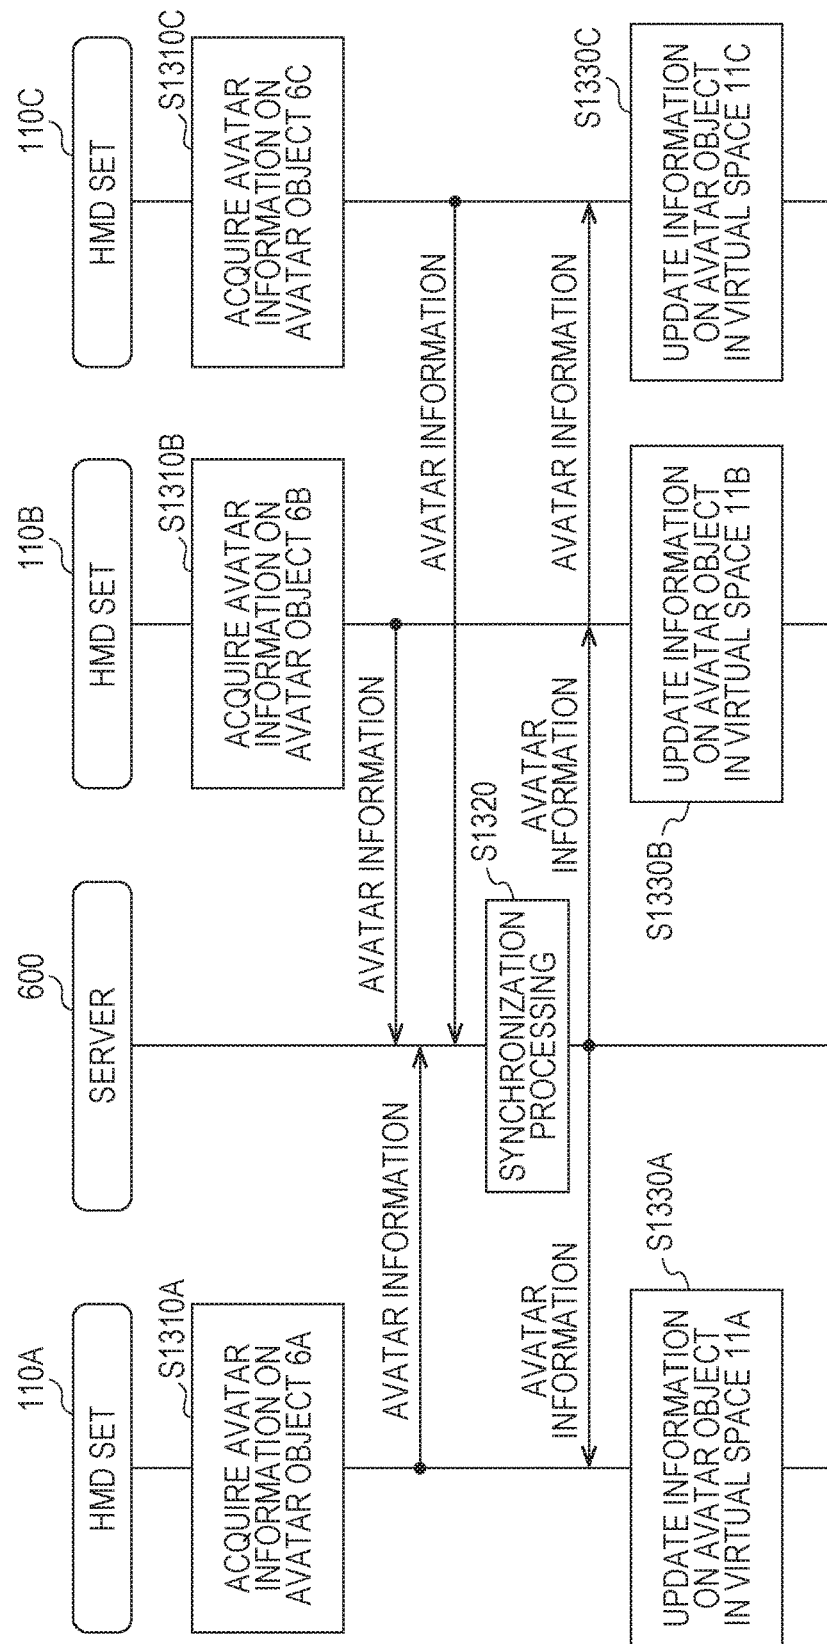 110A
HMD SET
600
SERVER
110B
HMD SET
110C
HMD SET
S1310A
ACQUIRE AVATAR
INFORMATION ON
AVATAR OBJECT 6A
S1310B
ACQUIRE AVATAR
INFORMATION ON
AVATAR OBJECT 6B
S1310C
ACQUIRE AVATAR
INFORMATION ON
AVATAR OBJECT 6C
AVATAR INFORMATION
AVATAR INFORMATION
AVATAR INFORMATION
S1320
SYNCHRONIZATION
PROCESSING
AVATAR
INFORMATION
AVATAR
INFORMATION
AVATAR INFORMATION
S1330A
UPDATE INFORMATION
ON AVATAR OBJECT
IN VIRTUAL SPACE 11A
S1330B
UPDATE INFORMATION
ON AVATAR OBJECT
IN VIRTUAL SPACE 11B
S1330C
UPDATE INFORMATION
ON AVATAR OBJECT
IN VIRTUAL SPACE 11C